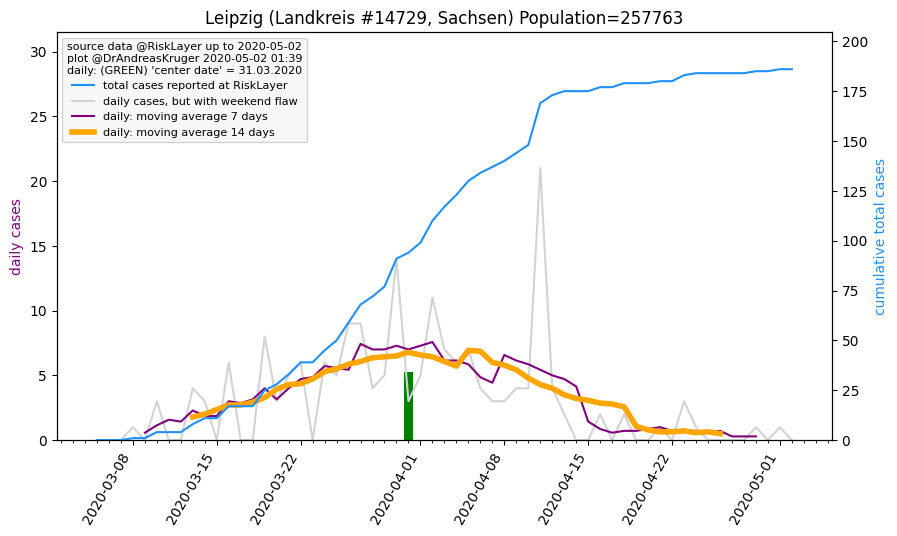 Leipzig (Landkreis #14729, Sachsen) Population=257763
source data @RiskLayer up to 2020-05-02
plot @DrAndreasKruger 2020-05-02 01:39
daily: (GREEN) 'center date' = 31.03.2020
total cases reported at RiskLayer
daily cases, but with weekend flaw
daily: moving average 7 days
daily: moving average 14 days
30
25
20
15
10
5
0
daily cases
200
175
150
125
100
75
50
25
0
cumulative total cases
2020-03-08
2020-03-15
2020-03-22
2020-04-01
2020-04-08
2020-04-15
2020-04-22
2020-05-01